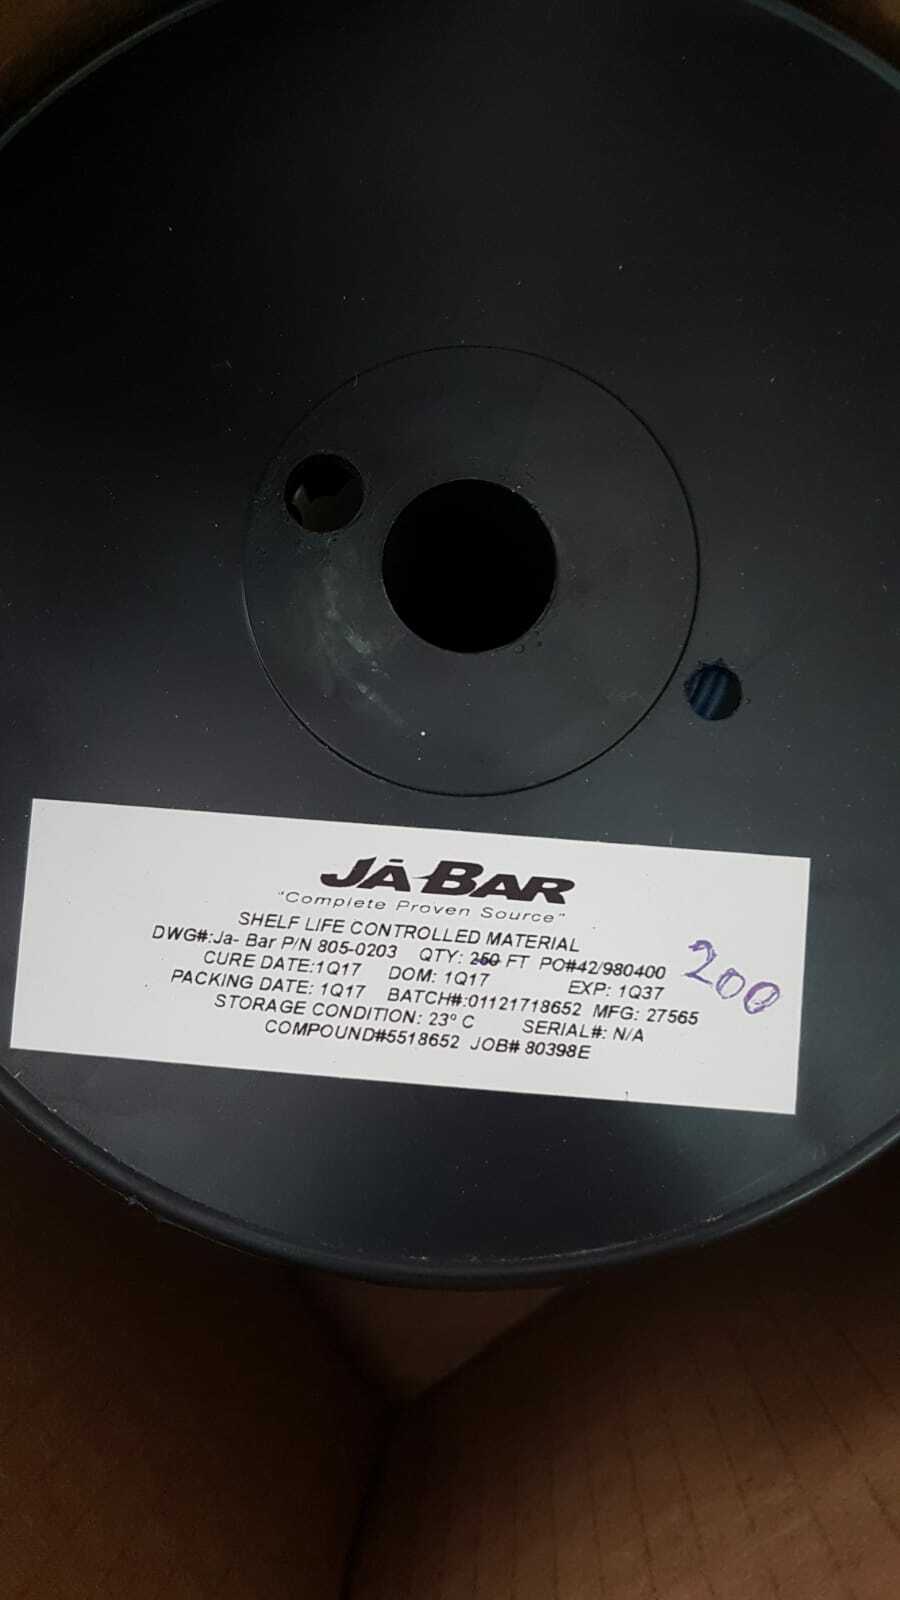 JĀ-BAR
"Complete Proven Source"
SHELF LIFE CONTROLLED MATERIAL
DWG#:Ja- Bar P/N 805-0203 QTY: 250 FT PO#42/980400
200
CURE DATE:1Q17 DOM: 1Q17 EXP: 1Q37
PACKING DATE: 1Q17 BATCH#:01121718652 MFG: 27565
STORAGE CONDITION: 23º C SERIAL#: N/A
COMPOUND#5518652 JOB# 80398E